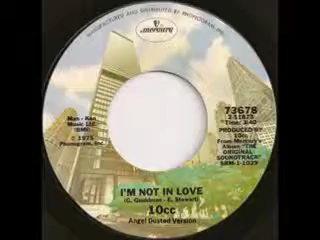 MANUFACTURED AND DISTRIBUTED BY PHONOGRAM, INC.
mercury
Man-Ken
Music Ltd.
(BMI)
℗ 1975
Phonogram, Inc.
73678
2-51823
Time: 3:40
PRODUCED BY
10cc
From Mercury
Album "THE
ORIGINAL
SOUNDTRACK"
SRM-1-1029
I'M NOT IN LOVE
(G. Gouldman - E. Stewart)
10cc
Angel Dusted Version